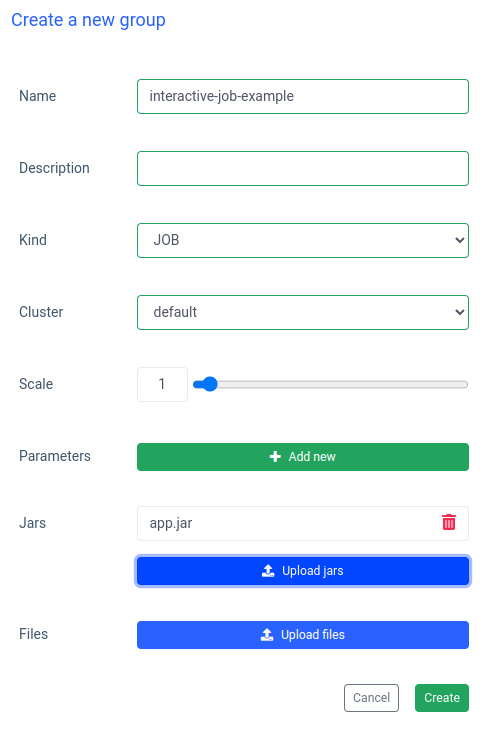 Create a new group
Name
interactive-job-example
Description
Kind
JOB
Cluster
default
Scale
1
Parameters
Add new
Jars
app.jar
Upload jars
Files
Upload files
Cancel
Create